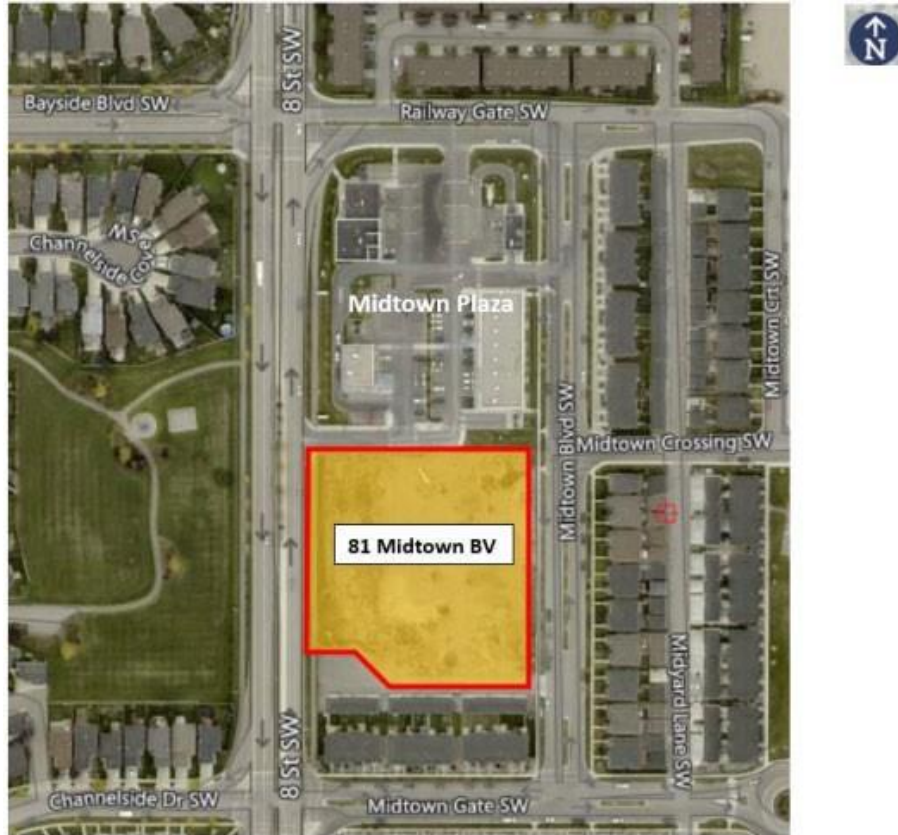 N
8 St SW
Bayside Blvd SW
Railway Gate SW
Channelside Cove SW
Midtown Plaza
Midtown Crt SW
Midtown Blvd SW
Midtown Crossing SW
81 Midtown BV
Midyard Lane SW
8 St SW
Channelside Dr SW
Midtown Gate SW